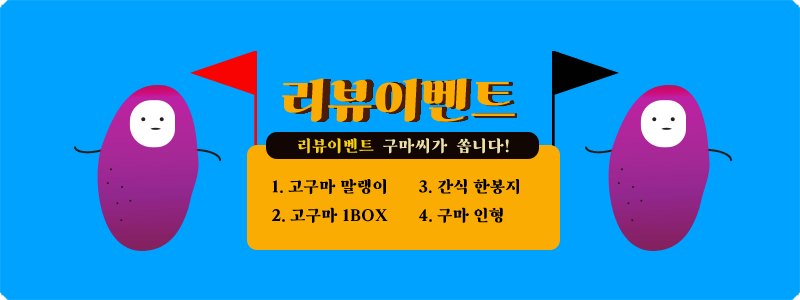 리뷰이벤트
리뷰이벤트 구마씨가 쏩니다!
1. 고구마 말랭이
2. 고구마 1BOX
3. 간식 한봉지
4. 구마 인형